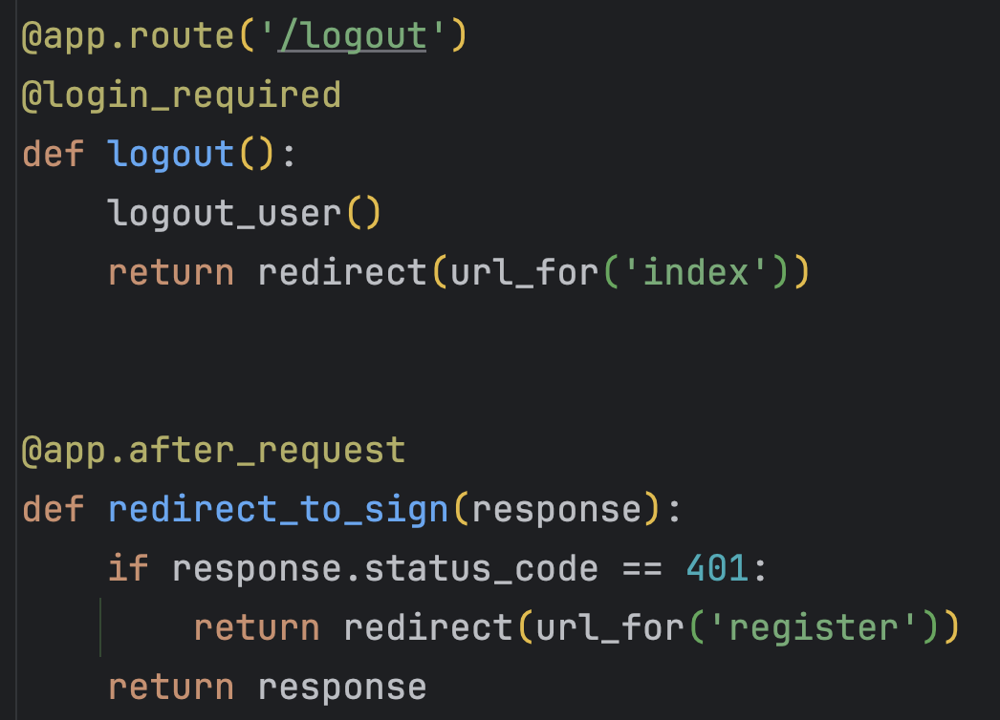 @app.route('/logout')
@login_required
def logout():
    logout_user()
    return redirect(url_for('index'))
@app.after_request
def redirect_to_sign(response):
    if response.status_code == 401:
        return redirect(url_for('register'))
    return response